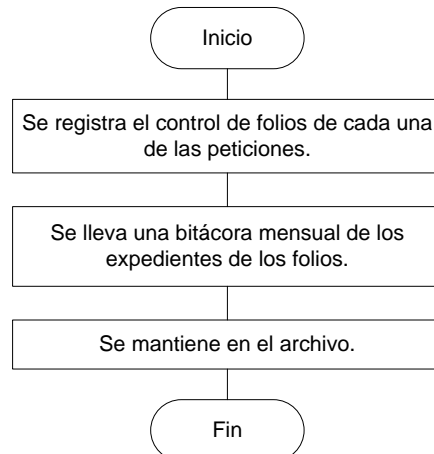 Inicio
Se registra el control de folios de cada una
de las peticiones.
Se lleva una bitácora mensual de los
expedientes de los folios.
Se mantiene en el archivo.
Fin